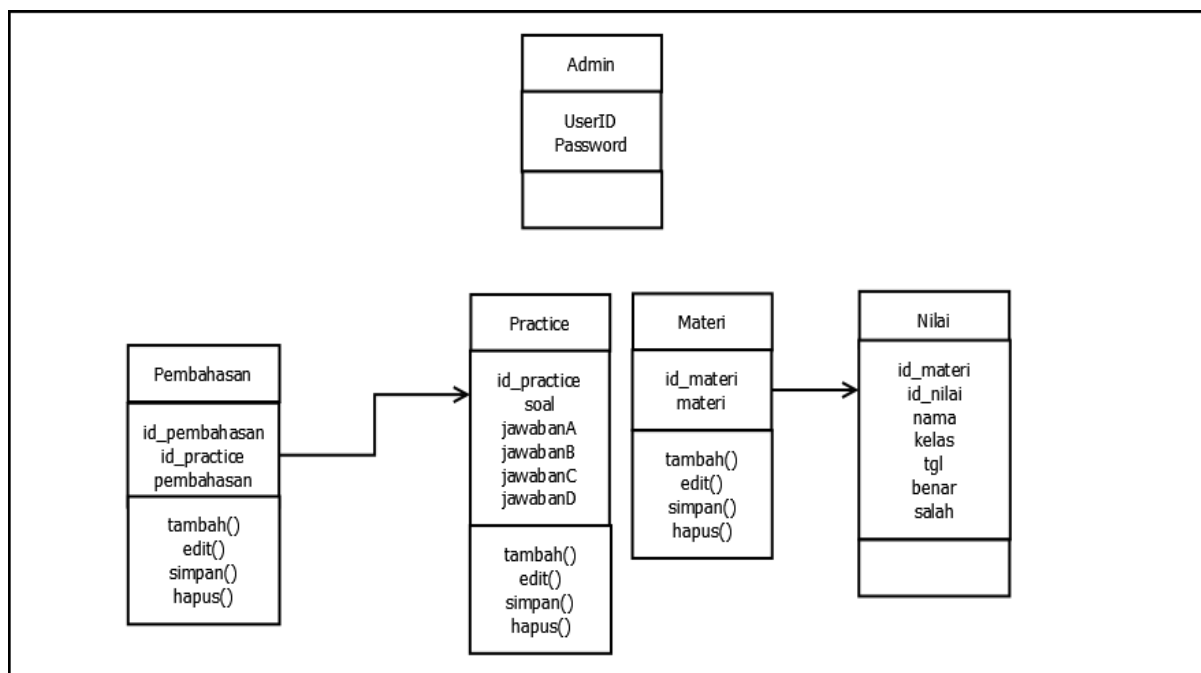 Admin
UserID
Password
Pembahasan
id_pembahasan
id_practice
pembahasan
tambah()
edit()
simpan()
hapus()
Practice
id_practice
soal
jawabanA
jawabanB
jawabanC
jawabanD
tambah()
edit()
simpan()
hapus()
Materi
id_materi
materi
tambah()
edit()
simpan()
hapus()
Nilai
id_materi
id_nilai
nama
kelas
tgl
benar
salah